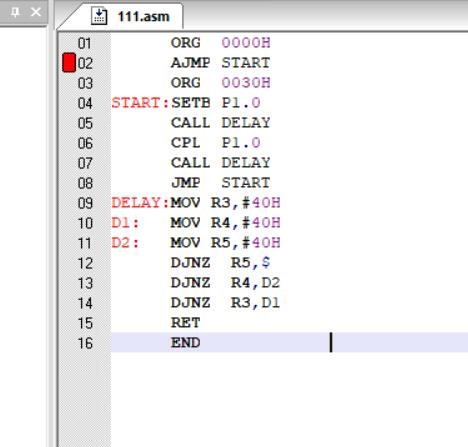 111.asm
01 ORG 0000H
02 AJMP START
03 ORG 0030H
04 START:SETB P1.0
05 CALL DELAY
06 CPL P1.0
07 CALL DELAY
08 JMP START
09 DELAY:MOV R3,#40H
10 D1: MOV R4,#40H
11 D2: MOV R5,#40H
12 DJNZ R5,$
13 DJNZ R4,D2
14 DJNZ R3,D1
15 RET
16 END